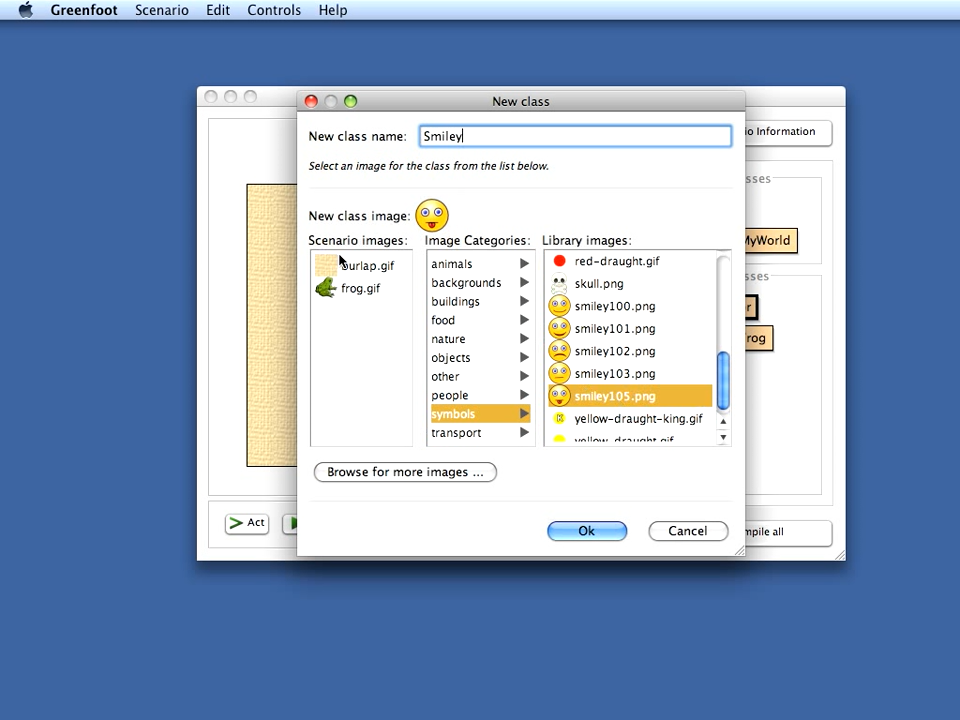 Greenfoot Scenario Edit Controls Help
New class
New class name: Smiley
Select an image for the class from the list below.
New class image:
Scenario images:
burlap.gif
frog.gif
Image Categories:
animals
backgrounds
buildings
food
nature
objects
other
people
symbols
transport
Library images:
red-draught.gif
skull.png
smiley100.png
smiley101.png
smiley102.png
smiley103.png
smiley105.png
yellow-draught-king.gif
yellow-draught.gif
Browse for more images ...
Ok
Cancel
Act
Information
MyWorld
all